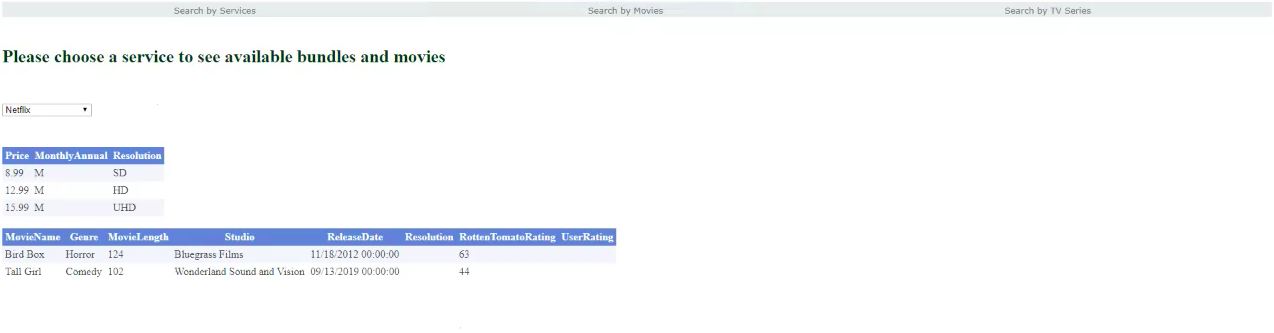 Search by Services Search by Movies Search by TV Series
Please choose a service to see available bundles and movies
Netflix
Price MonthlyAnnual Resolution
8.99 M SD
12.99 M HD
15.99 M UHD
MovieName Genre MovieLength Studio ReleaseDate Resolution RottenTomatoRating UserRating
Bird Box Horror 124 Bluegrass Films 11/18/2012 00:00:00 63
Tall Girl Comedy 102 Wonderland Sound and Vision 09/13/2019 00:00:00 44